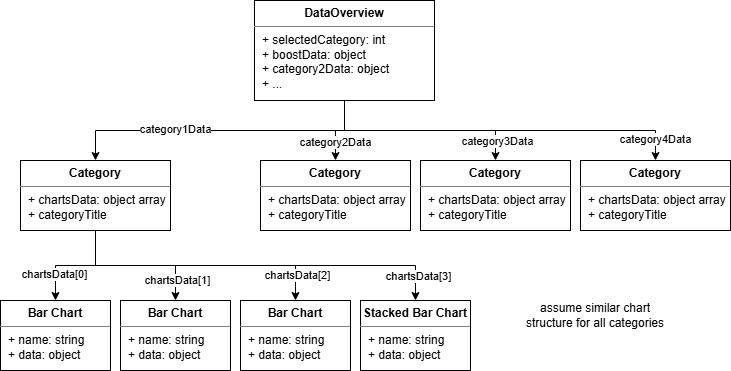 DataOverview
+ selectedCategory: int
+ boostData: object
+ category2Data: object
+ ...
category1Data
category2Data
category3Data
category4Data
Category
+ chartsData: object array
+ categoryTitle
Category
+ chartsData: object array
+ categoryTitle
Category
+ chartsData: object array
+ categoryTitle
Category
+ chartsData: object array
+ categoryTitle
chartsData[0]
chartsData[1]
chartsData[2]
chartsData[3]
Bar Chart
+ name: string
+ data: object
Bar Chart
+ name: string
+ data: object
Bar Chart
+ name: string
+ data: object
Stacked Bar Chart
+ name: string
+ data: object
assume similar chart
structure for all categories